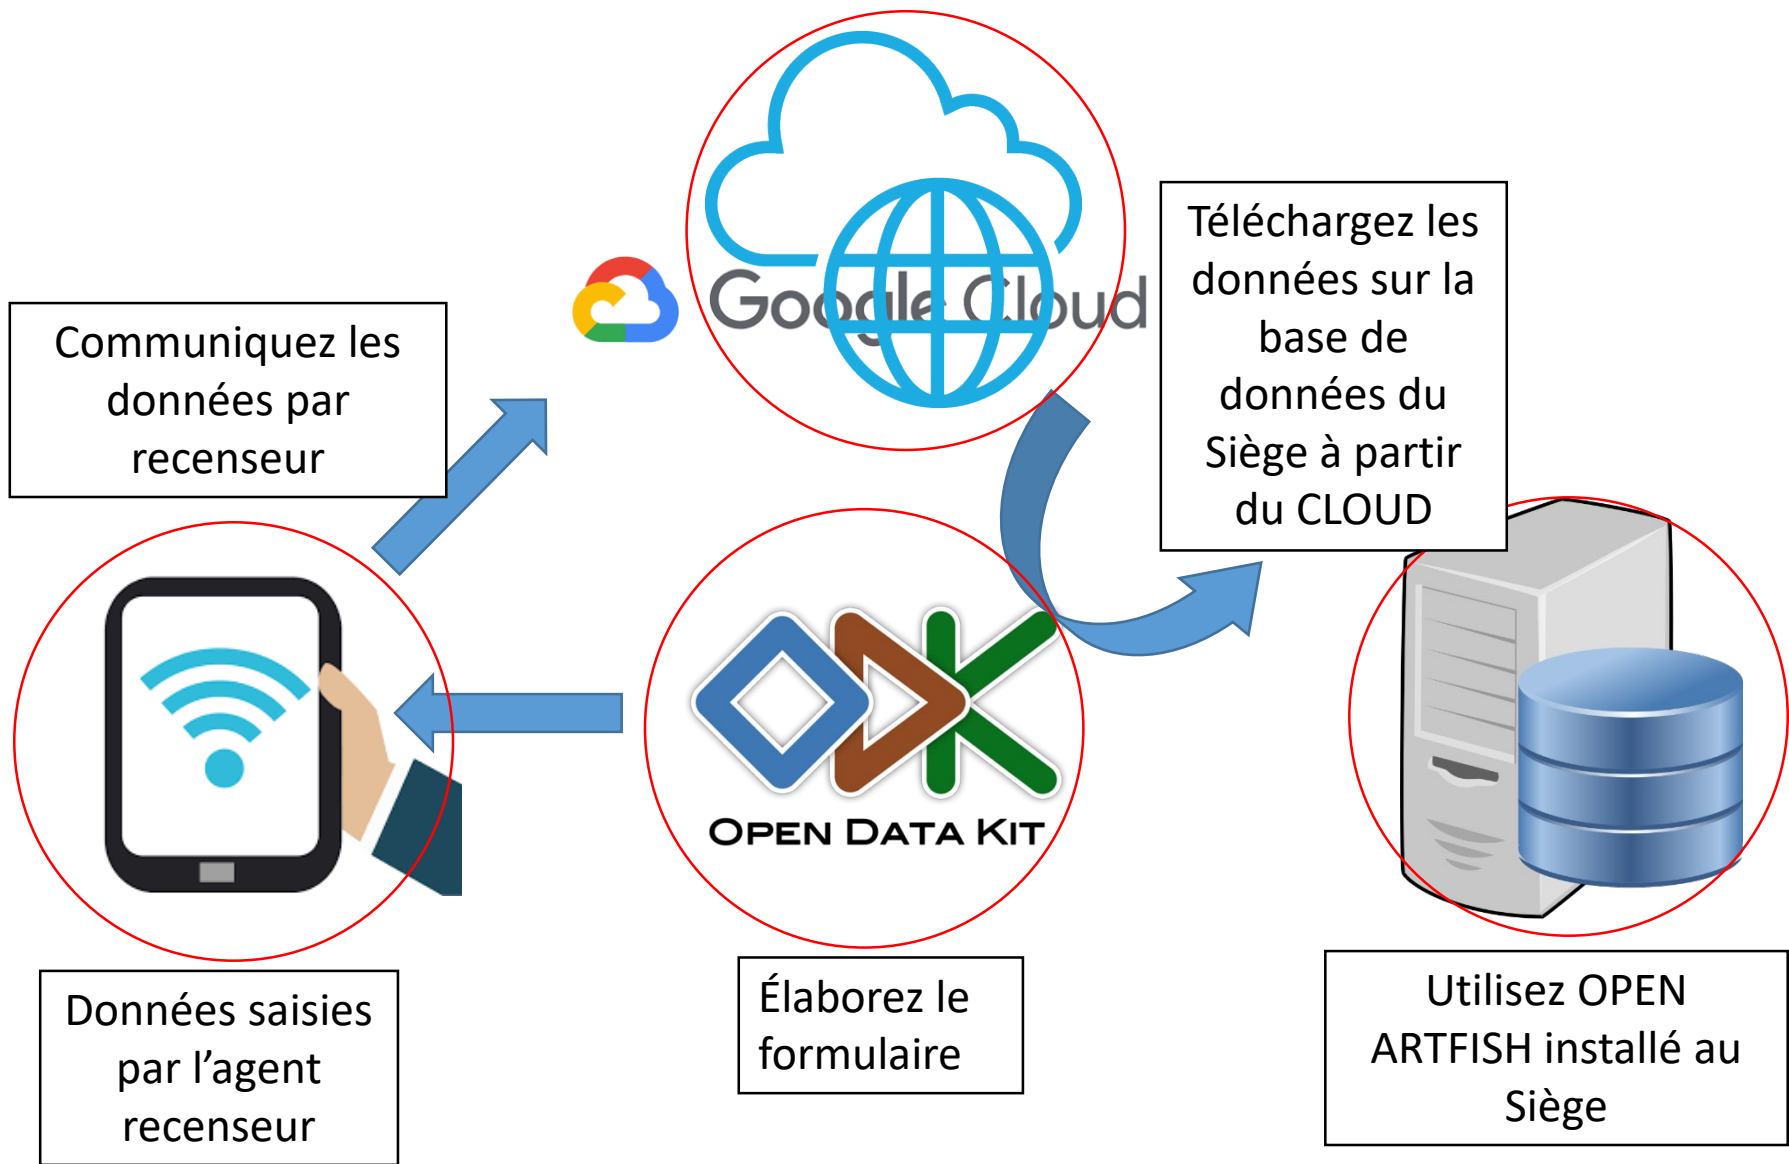 Google Cloud
Communiquez les
données par
recenseur
Téléchargez les
données sur la
base de
données du
Siège à partir
du CLOUD
OPEN DATA KIT
Données saisies
par l’agent
recenseur
Élaborez le
formulaire
Utilisez OPEN
ARTFISH installé au
Siège